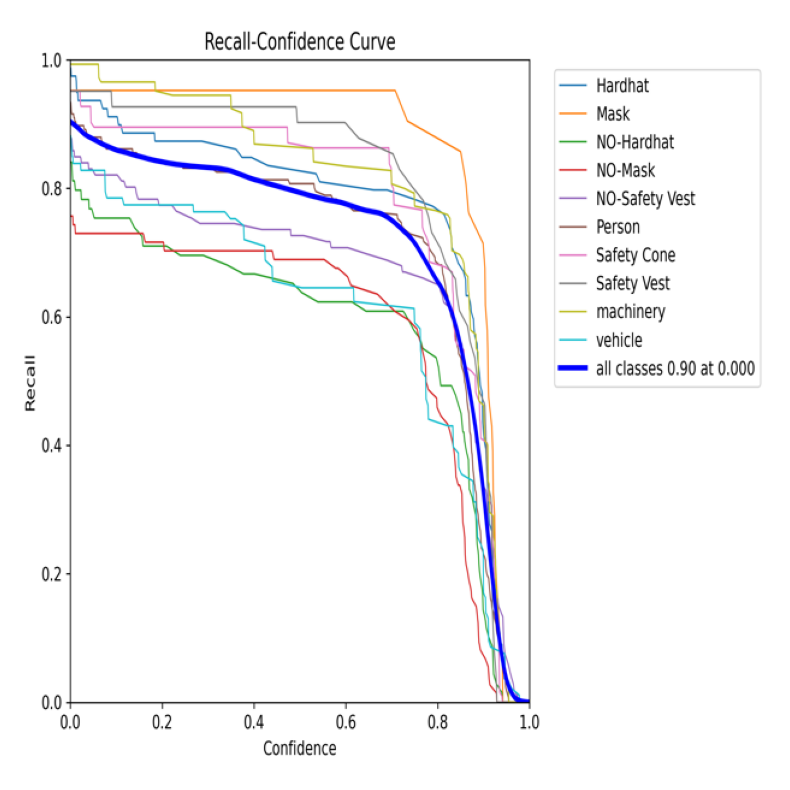 Recall-Confidence Curve
1.0
0.8
0.6
0.4
0.2
0.0
Recall
0.0 0.2 0.4 0.6 0.8 1.0
Confidence
Hardhat
Mask
NO-Hardhat
NO-Mask
NO-Safety Vest
Person
Safety Cone
Safety Vest
machinery
vehicle
all classes 0.90 at 0.000